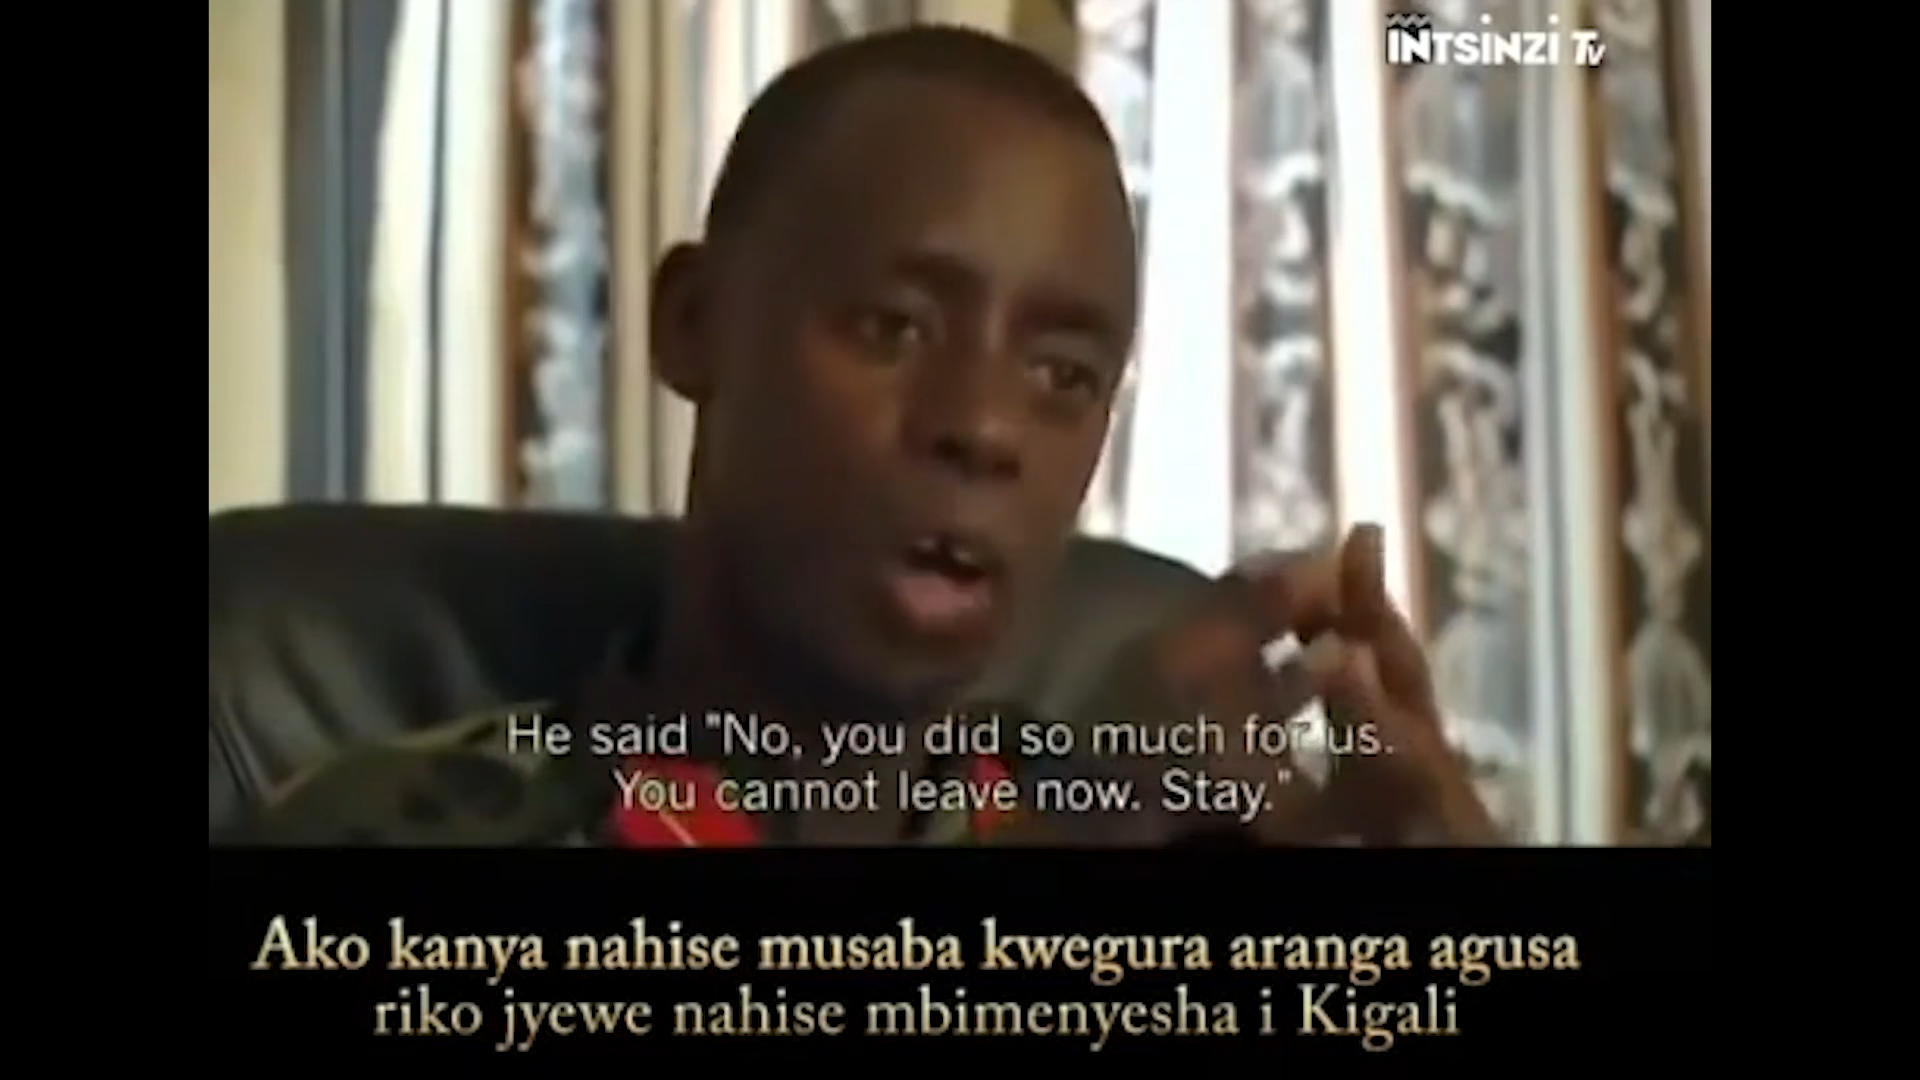 INTSINZI Tv
He said "No, you did so much for us.
You cannot leave now. Stay."
Ako kanya nahise musaba kwegura aranga agusa
riko jyewe nahise mbimenyesha i Kigali